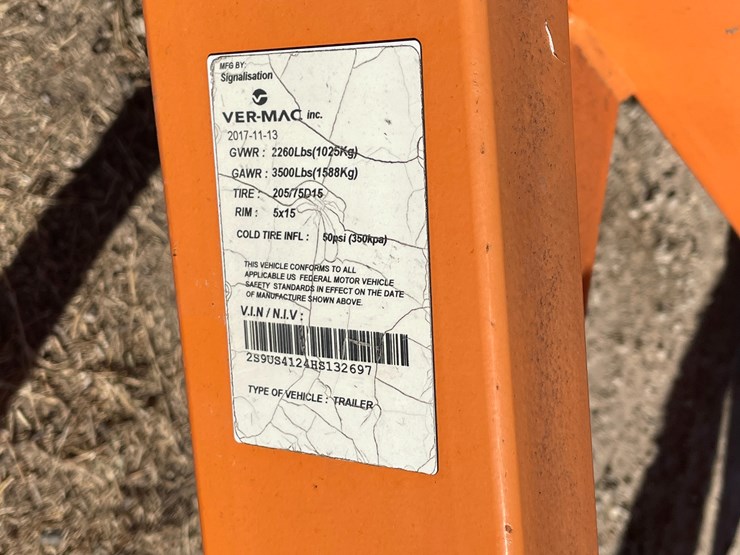 MFG BY:
Signalisation
VER-MAC inc.
2017-11-13
GVWR : 2260Lbs(1025Kg)
GAWR : 3500Lbs(1588Kg)
TIRE : 205/75D15
RIM : 5x15
COLD TIRE INFL : 50psi (350kpa)
THIS VEHICLE CONFORMS TO ALL
APPLICABLE US FEDERAL MOTOR VEHICLE
SAFETY STANDARDS IN EFFECT ON THE DATE
OF MANUFACTURE SHOWN ABOVE.
V.I.N / N.I.V :
2S9US4124HS132697
TYPE OF VEHICLE : TRAILER